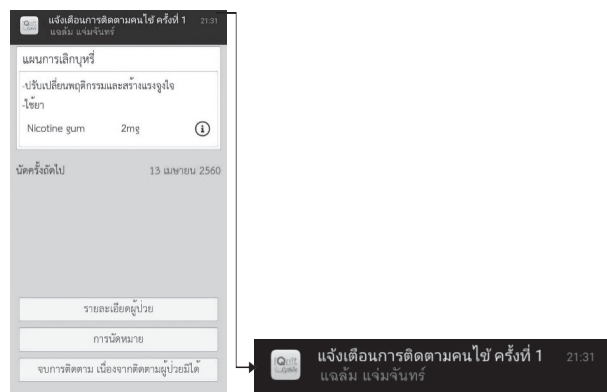 แจ้งเตือนการติดตามคนไข้ ครั้งที่ 1 21:31
แฉล้ม แจ่มจันทร์
แผนการเลิกบุหรี่
-ปรับเปลี่ยนพฤติกรรมและสร้างแรงจูงใจ
-ใช้ยา
Nicotine gum 2mg
นัดครั้งถัดไป 13 เมษายน 2560
รายละเอียดผู้ป่วย
การนัดหมาย
จบการติดตาม เนื่องจากติดตามผู้ป่วยมิได้
iQuit
แจ้งเตือนการติดตามคนไข้ ครั้งที่ 1 21:31
แฉล้ม แจ่มจันทร์